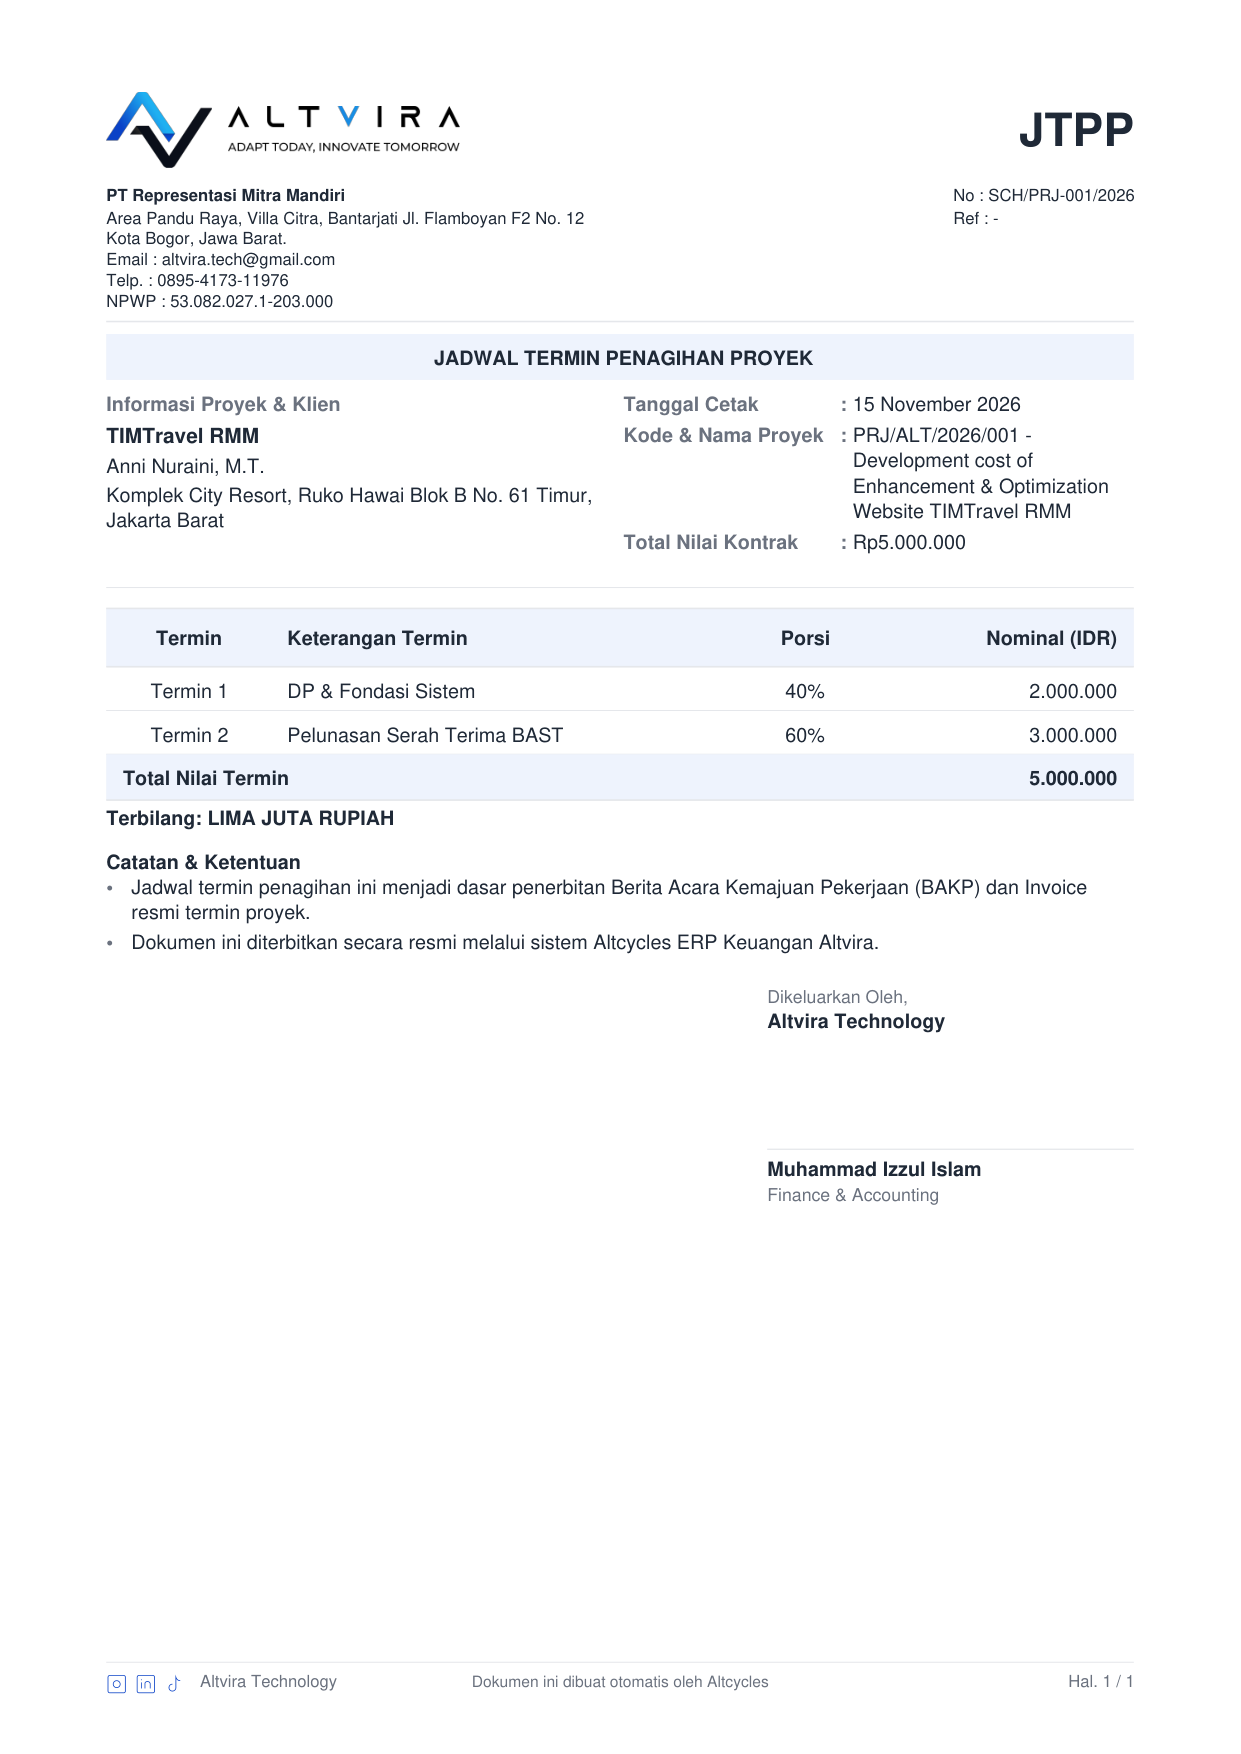 ALTVIRA
ADAPT TODAY, INNOVATE TOMORROW
JTPP
PT Representasi Mitra Mandiri
Area Pandu Raya, Villa Citra, Bantarjati Jl. Flamboyan F2 No. 12
Kota Bogor, Jawa Barat.
Email : altvira.tech@gmail.com
Telp. : 0895-4173-11976
NPWP : 53.082.027.1-203.000
No : SCH/PRJ-001/2026
Ref : -
JADWAL TERMIN PENAGIHAN PROYEK
Informasi Proyek & Klien
TIMTravel RMM
Anni Nuraini, M.T.
Komplek City Resort, Ruko Hawai Blok B No. 61 Timur,
Jakarta Barat
Tanggal Cetak : 15 November 2026
Kode & Nama Proyek : PRJ/ALT/2026/001 -
Development cost of
Enhancement & Optimization
Website TIMTravel RMM
Total Nilai Kontrak : Rp5.000.000
Termin Keterangan Termin Porsi Nominal (IDR)
Termin 1 DP & Fondasi Sistem 40% 2.000.000
Termin 2 Pelunasan Serah Terima BAST 60% 3.000.000
Total Nilai Termin 5.000.000
Terbilang: LIMA JUTA RUPIAH
Catatan & Ketentuan
• Jadwal termin penagihan ini menjadi dasar penerbitan Berita Acara Kemajuan Pekerjaan (BAKP) dan Invoice
resmi termin proyek.
• Dokumen ini diterbitkan secara resmi melalui sistem Altcycles ERP Keuangan Altvira.
Dikeluarkan Oleh,
Altvira Technology
Muhammad Izzul Islam
Finance & Accounting
Altvira Technology Dokumen ini dibuat otomatis oleh Altcycles Hal. 1 / 1